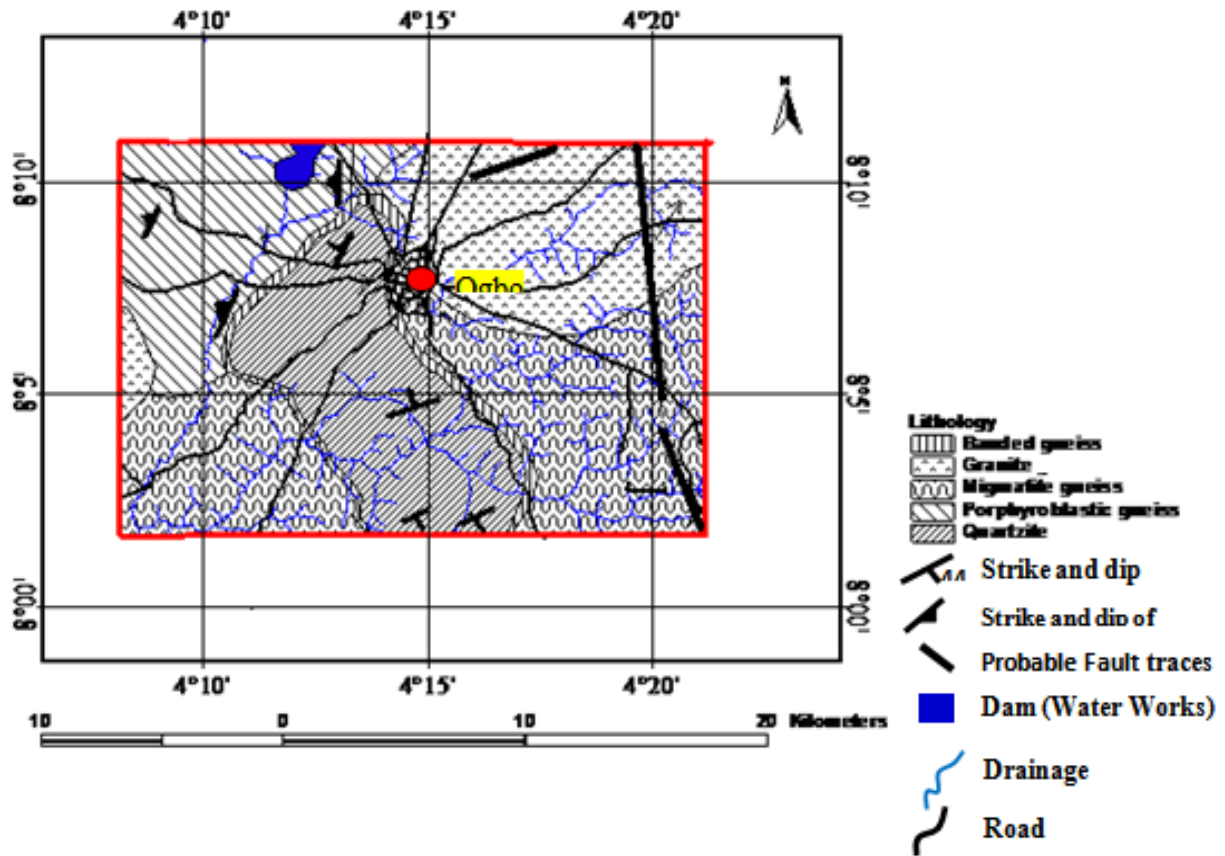 4°10' 4°15' 4°20'
N
8°10' 8°10'
Ogbo
8°5' 8°5'
8°00' 8°00'
4°10' 4°15' 4°20'
10 0 10 20 Kilometers
Lithology
Banded gneiss
Granite
Migmatite gneiss
Porphyroblastic gneiss
Quartzite
Strike and dip
Strike and dip of
Probable Fault traces
Dam (Water Works)
Drainage
Road